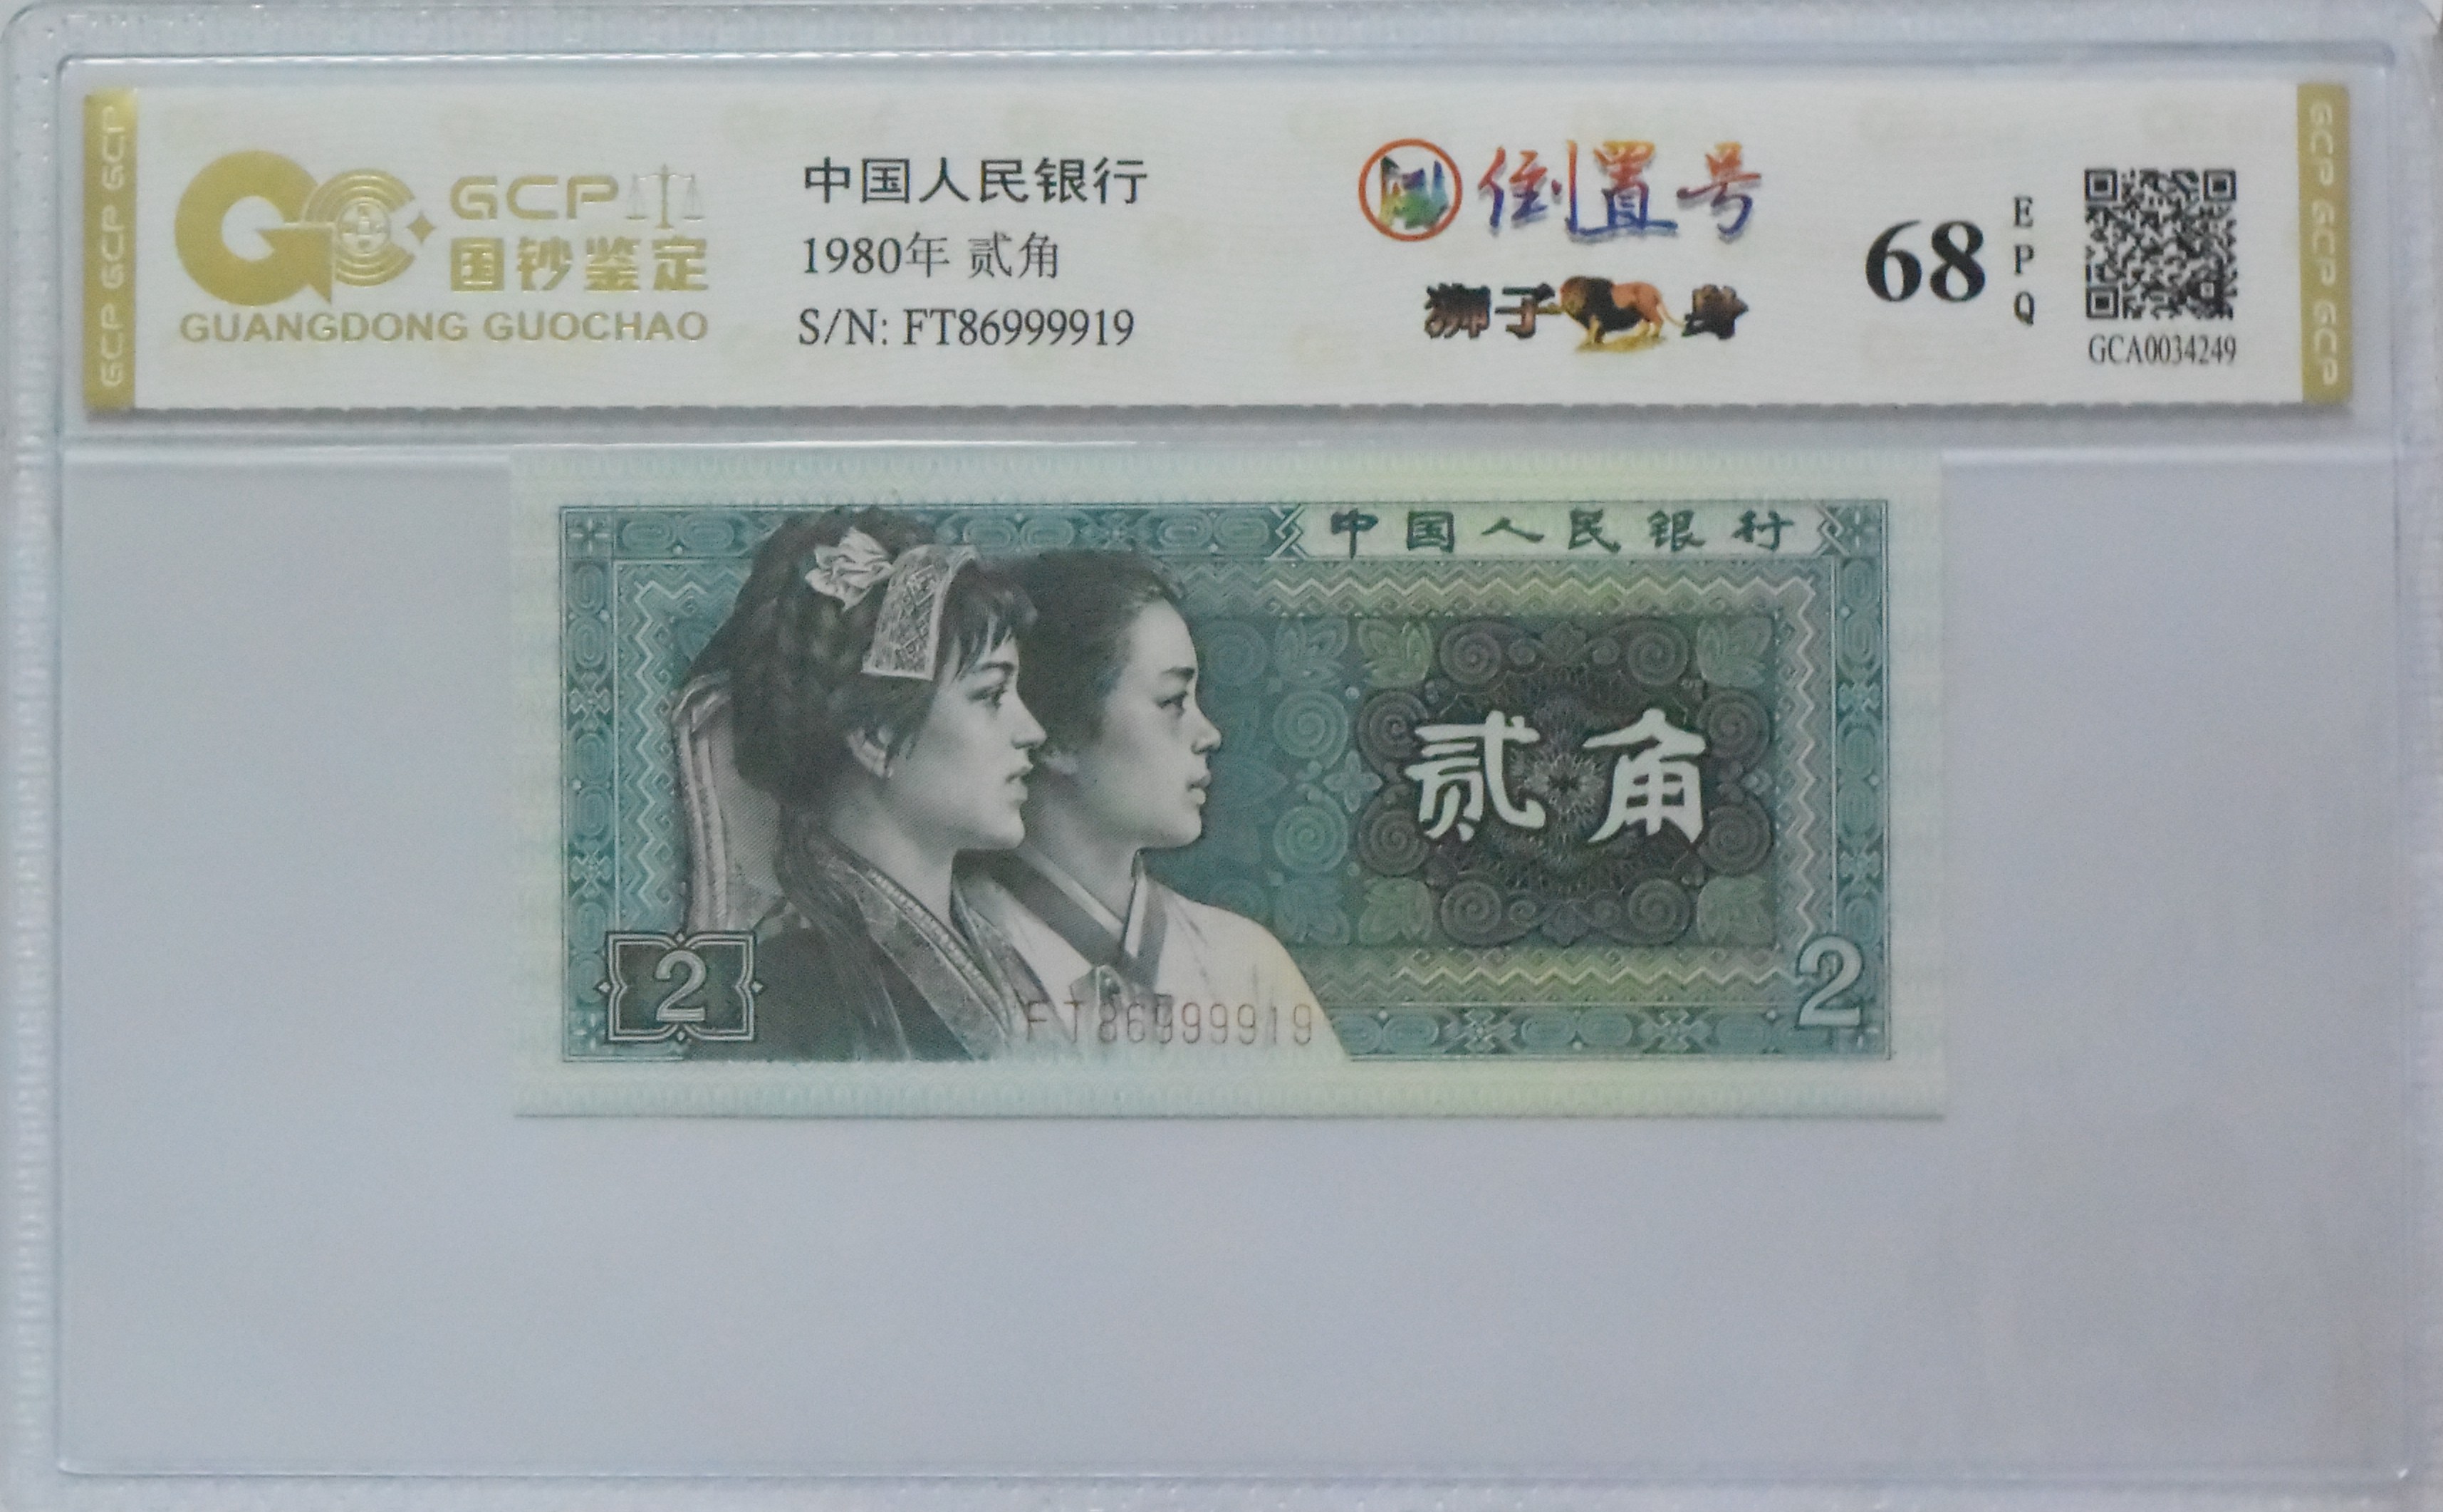 GCP GCP GCP
GCP
国钞鉴定
GUANGDONG GUOCHAO
中国人民银行
1980年 贰角
S/N: FT86999919
倒置号
狮子号
68
E
P
Q
GCA0034249
GCP GCP GCP
中国人民银行
贰角
2
FT86999919
2